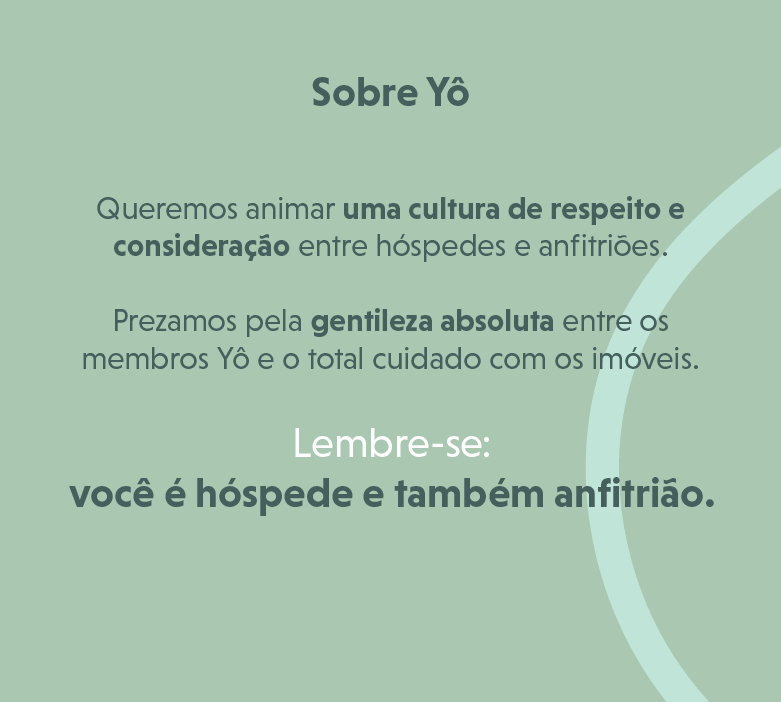 Sobre Yô
Queremos animar uma cultura de respeito e
consideração entre hóspedes e anfitriões.
Prezamos pela gentileza absoluta entre os
membros Yô e o total cuidado com os imóveis.
Lembre-se:
você é hóspede e também anfitrião.